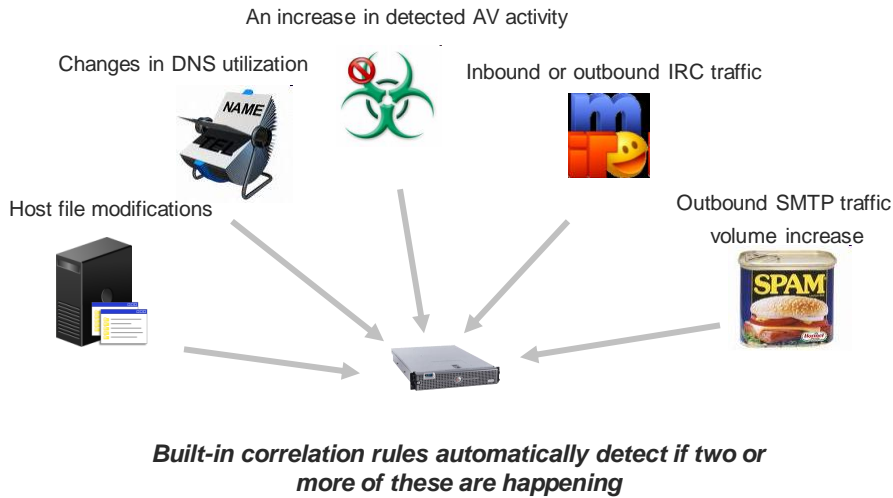 An increase in detected AV activity
Changes in DNS utilization
Inbound or outbound IRC traffic
NAME
TEL
m
Host file modifications
Outbound SMTP traffic
volume increase
SPAM
Hormel
Built-in correlation rules automatically detect if two or
more of these are happening